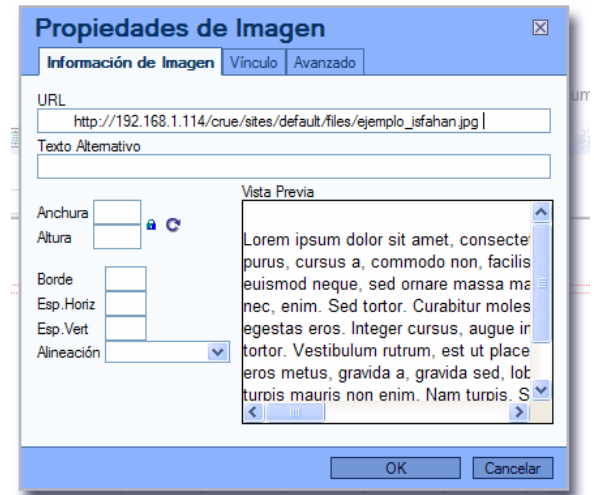 Propiedades de Imagen
Información de Imagen Vínculo Avanzado
URL
http://192.168.1.114/crue/sites/default/files/ejemplo_isfahan.jpg
Texto Alternativo
Vista Previa
Anchura
Altura
Borde
Esp.Horiz
Esp.Vert
Alineación
Lorem ipsum dolor sit amet, consecte
purus, cursus a, commodo non, facilis
euismod neque, sed ornare massa ma
nec, enim. Sed tortor. Curabitur moles
egestas eros. Integer cursus, augue in
tortor. Vestibulum rutrum, est ut place
eros metus, gravida a, gravida sed, lob
turpis mauris non enim. Nam turpis. S
OK Cancelar